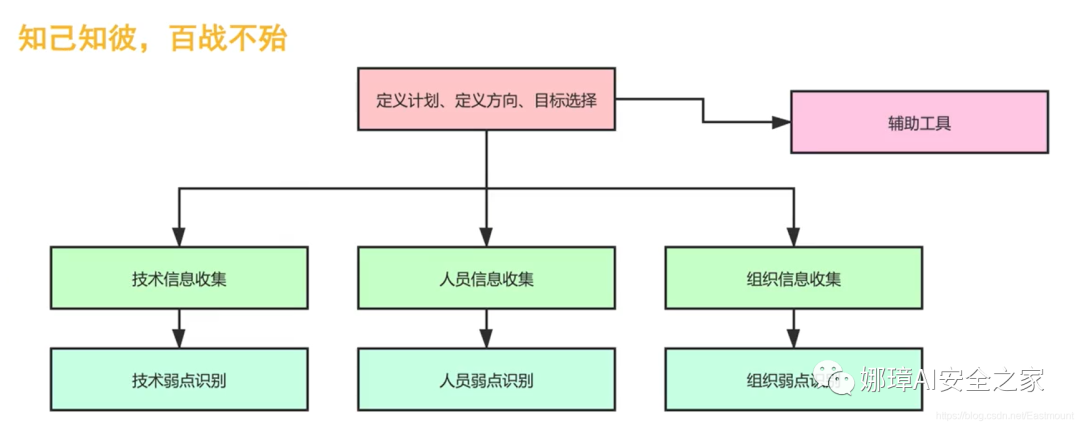 知己知彼，百战不殆
定义计划、定义方向、目标选择
辅助工具
技术信息收集
人员信息收集
组织信息收集
技术弱点识别
人员弱点识别
组织弱点识别
娜璋AI安全之家
https://blog.csdn.net/Eastmount